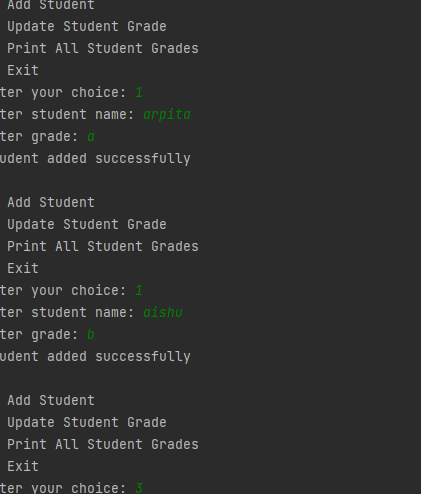 Add Student
Update Student Grade
Print All Student Grades
Exit
ter your choice: 1
ter student name: arpita
ter grade: a
udent added successfully
Add Student
Update Student Grade
Print All Student Grades
Exit
ter your choice: 1
ter student name: aishu
ter grade: b
udent added successfully
Add Student
Update Student Grade
Print All Student Grades
Exit
ter your choice: 3